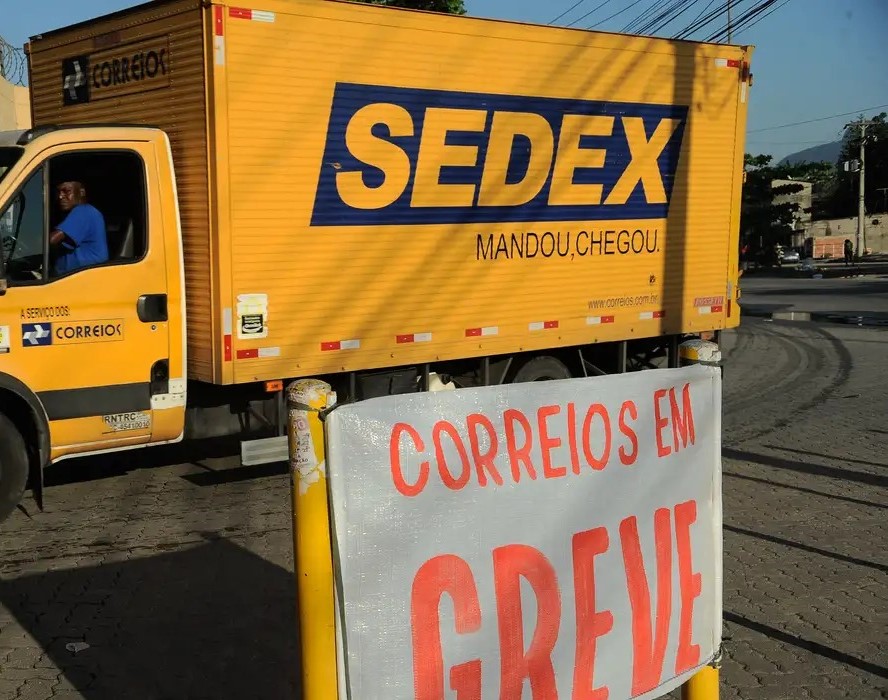 CORREIOS
SEDEX
MANDOU, CHEGOU.
www.correios.com.br
A SERVIÇO DOS:
CORREIOS
RNTRC
CORREIOS EM
GREVE